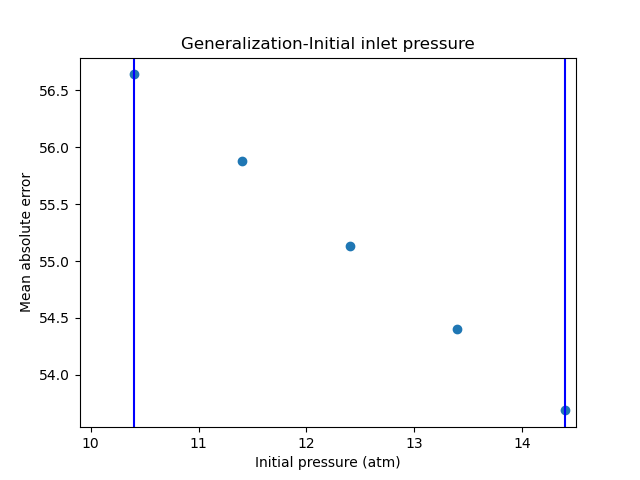 Generalization-Initial inlet pressure
Mean absolute error
56.5
56.0
55.5
55.0
54.5
54.0
10 11 12 13 14
Initial pressure (atm)